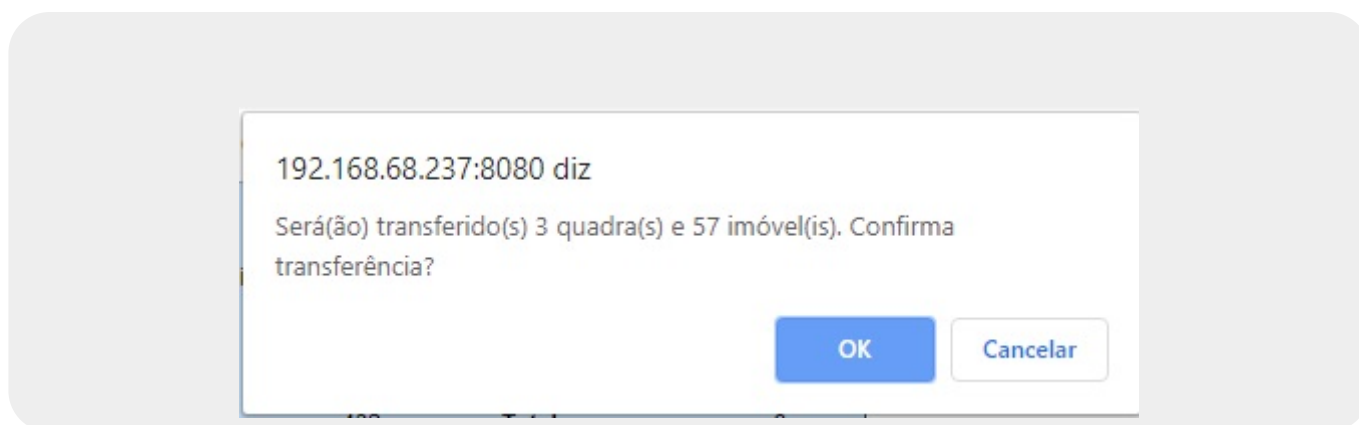 192.168.68.237:8080 diz
Será(ão) transferido(s) 3 quadra(s) e 57 imóvel(is). Confirma
transferência?
OK Cancelar